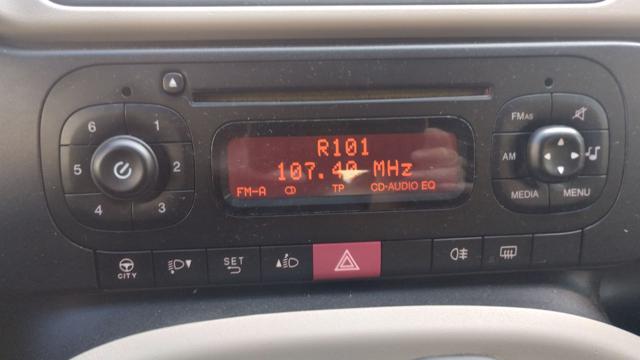 R101
107.40 MHz
FM-A CD TP CD-AUDIO EQ
6 1
5 2
4 3
FMAS
AM
MEDIA MENU
CITY SET